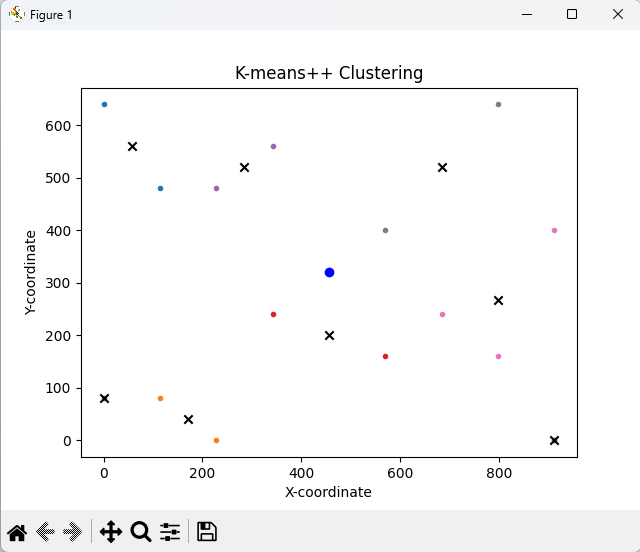 Figure 1
K-means++ Clustering
600
500
400
300
200
100
0
Y-coordinate
0 200 400 600 800
X-coordinate